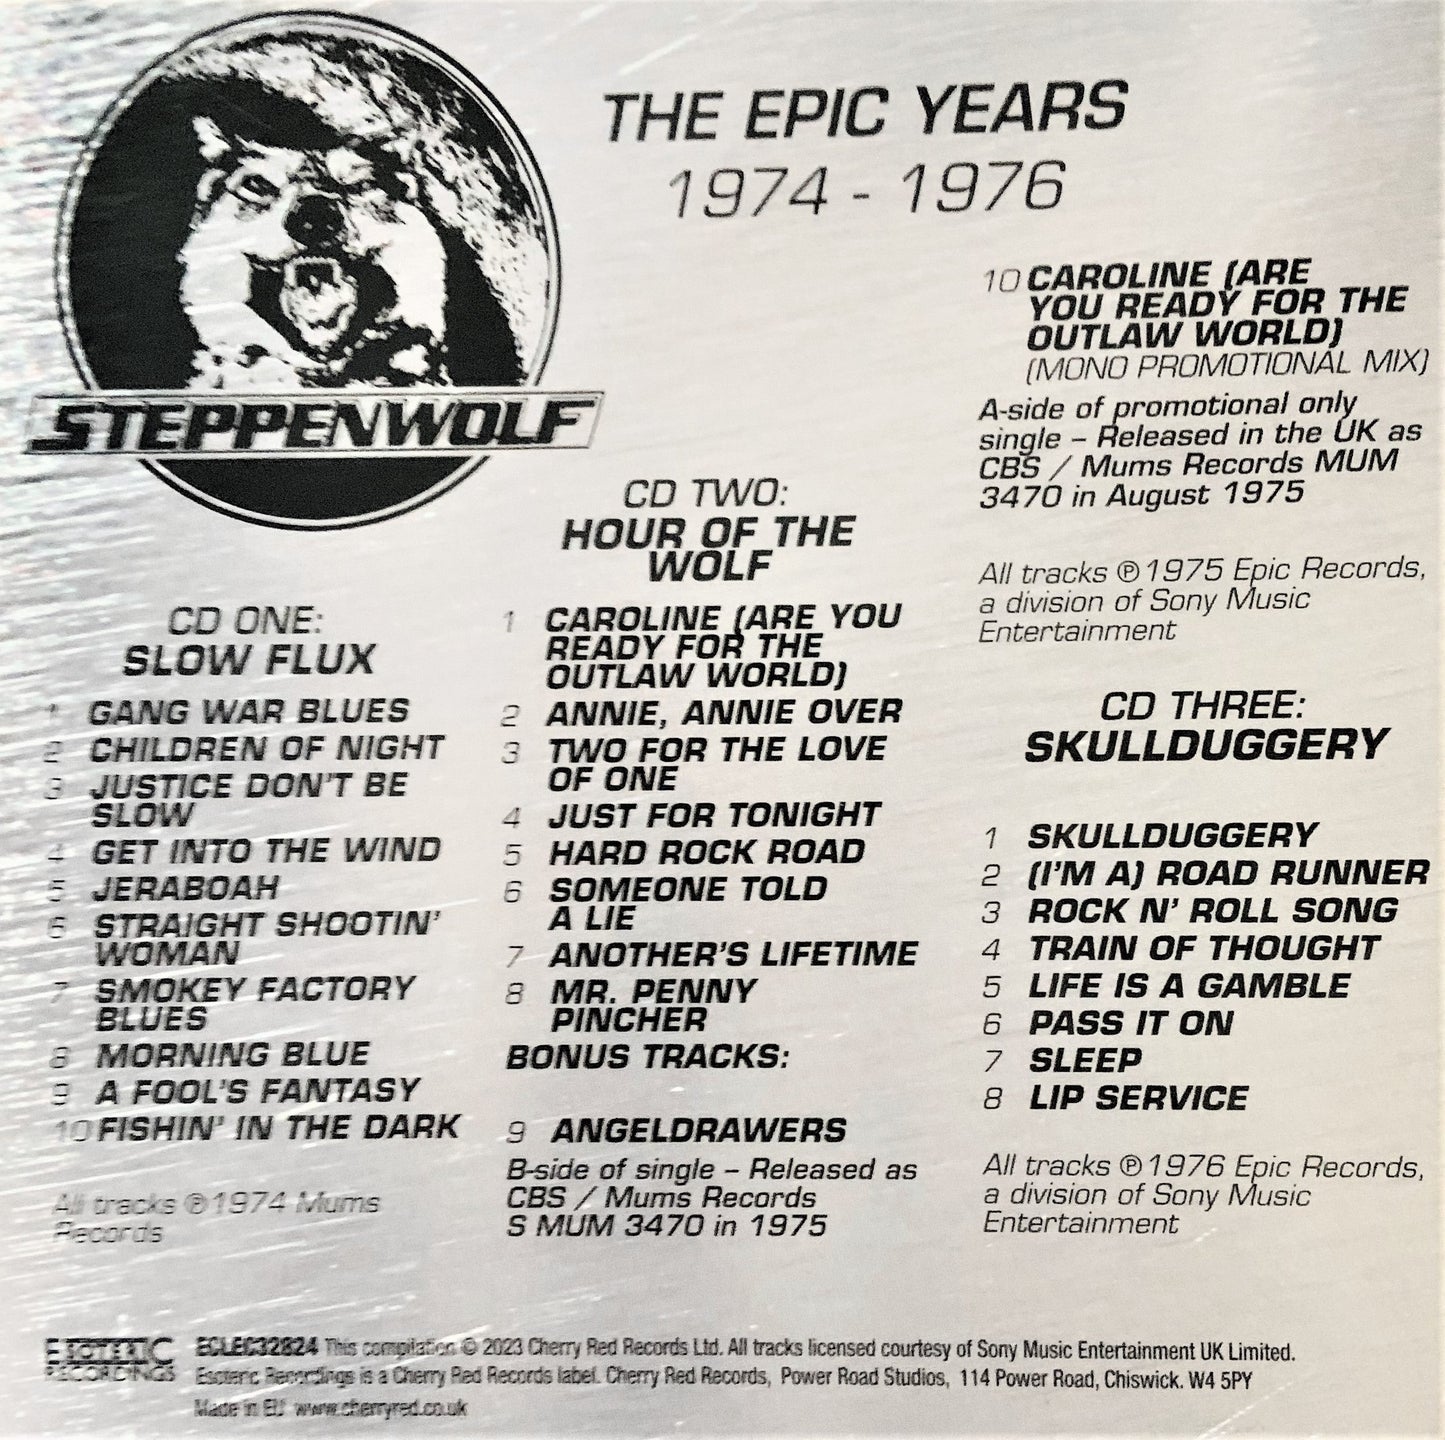 STEPPENWOLF
THE EPIC YEARS
1974 - 1976
CD ONE:
SLOW FLUX
1 GANG WAR BLUES
2 CHILDREN OF NIGHT
3 JUSTICE DON'T BE
SLOW
4 GET INTO THE WIND
5 JERABOAH
6 STRAIGHT SHOOTIN'
WOMAN
7 SMOKEY FACTORY
BLUES
8 MORNING BLUE
9 A FOOL'S FANTASY
10 FISHIN' IN THE DARK
All tracks ℗1974 Mums
Records
CD TWO:
HOUR OF THE
WOLF
1 CAROLINE (ARE YOU
READY FOR THE
OUTLAW WORLD)
2 ANNIE, ANNIE OVER
3 TWO FOR THE LOVE
OF ONE
4 JUST FOR TONIGHT
5 HARD ROCK ROAD
6 SOMEONE TOLD
A LIE
7 ANOTHER'S LIFETIME
8 MR. PENNY
PINCHER
BONUS TRACKS:
9 ANGELDRAWERS
B-side of single – Released as
CBS / Mums Records
S MUM 3470 in 1975
10 CAROLINE (ARE
YOU READY FOR THE
OUTLAW WORLD)
(MONO PROMOTIONAL MIX)
A-side of promotional only
single – Released in the UK as
CBS / Mums Records MUM
3470 in August 1975
All tracks ℗1975 Epic Records,
a division of Sony Music
Entertainment
CD THREE:
SKULLDUGGERY
1 SKULLDUGGERY
2 (I'M A) ROAD RUNNER
3 ROCK N' ROLL SONG
4 TRAIN OF THOUGHT
5 LIFE IS A GAMBLE
6 PASS IT ON
7 SLEEP
8 LIP SERVICE
All tracks ℗1976 Epic Records,
a division of Sony Music
Entertainment
ESOTERIC
RECORDINGS
ECLEC32824 This compilation © 2023 Cherry Red Records Ltd. All tracks licensed courtesy of Sony Music Entertainment UK Limited.
Esoteric Recordings is a Cherry Red Records label. Cherry Red Records, Power Road Studios, 114 Power Road, Chiswick. W4 5PY
Made in EU www.cherryred.co.uk